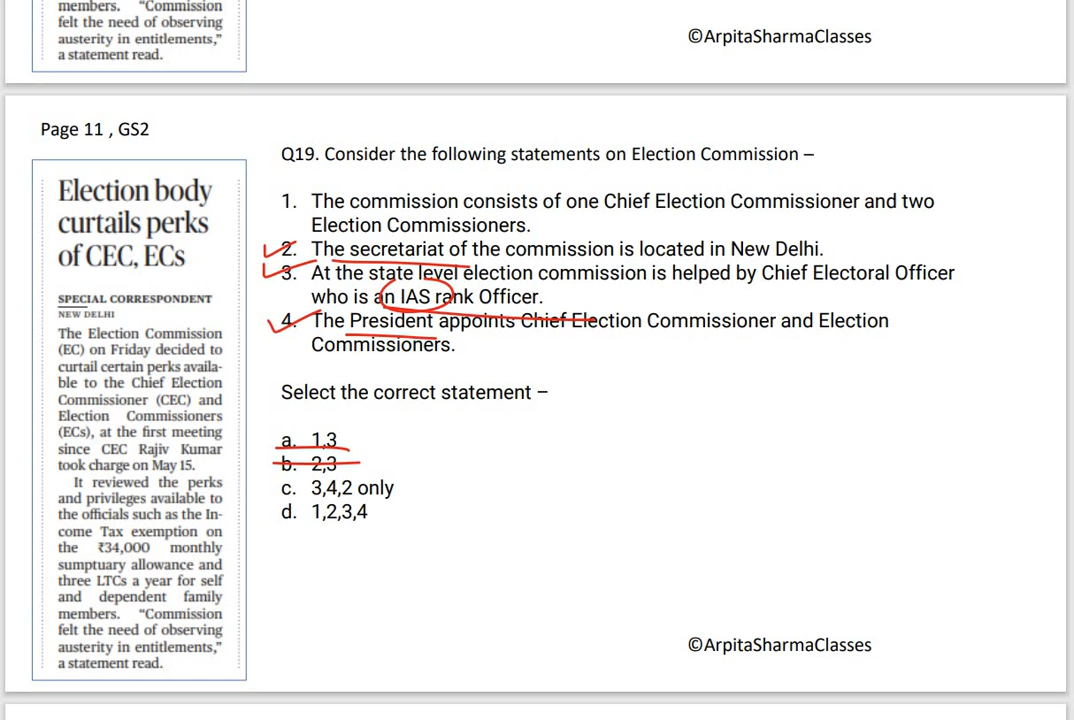 members. “Commission
felt the need of observing
austerity in entitlements,”
a statement read.
©ArpitaSharmaClasses
Page 11 , GS2
Election body
curtails perks
of CEC, ECs
SPECIAL CORRESPONDENT
NEW DELHI
The Election Commission
(EC) on Friday decided to
curtail certain perks availa-
ble to the Chief Election
Commissioner (CEC) and
Election Commissioners
(ECs), at the first meeting
since CEC Rajiv Kumar
took charge on May 15.
It reviewed the perks
and privileges available to
the officials such as the In-
come Tax exemption on
the ₹34,000 monthly
sumptuary allowance and
three LTCs a year for self
and dependent family
members. “Commission
felt the need of observing
austerity in entitlements,”
a statement read.
Q19. Consider the following statements on Election Commission –
1. The commission consists of one Chief Election Commissioner and two
Election Commissioners.
2. The secretariat of the commission is located in New Delhi.
3. At the state level election commission is helped by Chief Electoral Officer
who is an IAS rank Officer.
4. The President appoints Chief Election Commissioner and Election
Commissioners.
Select the correct statement –
a. 1,3
b. 2,3
c. 3,4,2 only
d. 1,2,3,4
©ArpitaSharmaClasses